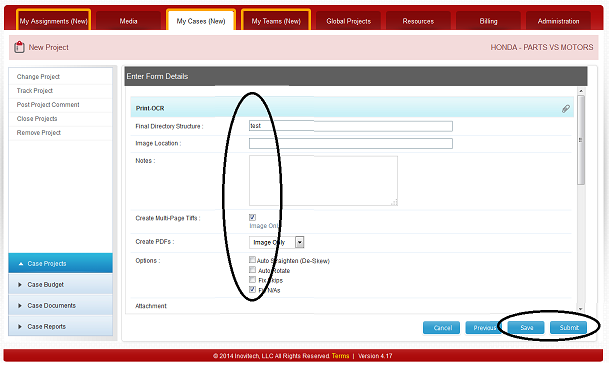 My Assignments (New) Media My Cases (New) My Teams (New) Global Projects Resources Billing Administration
New Project HONDA - PARTS VS MOTORS
Change Project
Track Project
Post Project Comment
Close Projects
Remove Project
Case Projects
Case Budget
Case Documents
Case Reports
Enter Form Details
Print-OCR
Final Directory Structure : test
Image Location :
Notes :
Create Multi-Page Tiffs :
Image Only
Create PDFs : Image Only
Options : Auto Straighten (De-Skew)
Auto Rotate
Fix Skips
Fix N/As
Attachment
Cancel Previous Save Submit
© 2014 Inovitech, LLC All Rights Reserved. Terms | Version 4.17